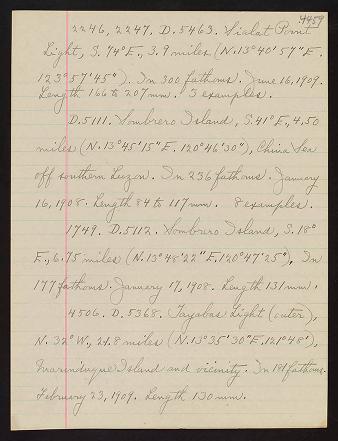 4459
2246, 2247. D.5463. Sialat Point
Light, S. 74° E., 3.9 miles (N. 13° 40' 57" E.
123° 57' 45"). In 300 fathoms. June 16, 1909.
Length 166 to 207 mm. 3 examples.
D.5111. Sombrero Island, S. 41° E., 4.50
miles (N. 13° 45' 15" E. 120° 46' 30"), China Sea
off southern Luzon. In 236 fathoms. January
16, 1908. Length 84 to 117 mm. 8 examples.
1749. D.5112. Sombrero Island, S. 18°
E., 6.75 miles (N. 13° 48' 22" E. 120° 47' 25"). In
177 fathoms. January 17, 1908. Length 131 mm.
4506. D. 5368. Tayabas Light (outer),
N. 32° W., 21.8 miles (N. 13° 35' 30" E. 121° 48'),
Marinduque Island and vicinity. In 181 fathoms.
February 23, 1909. Length 130 mm.